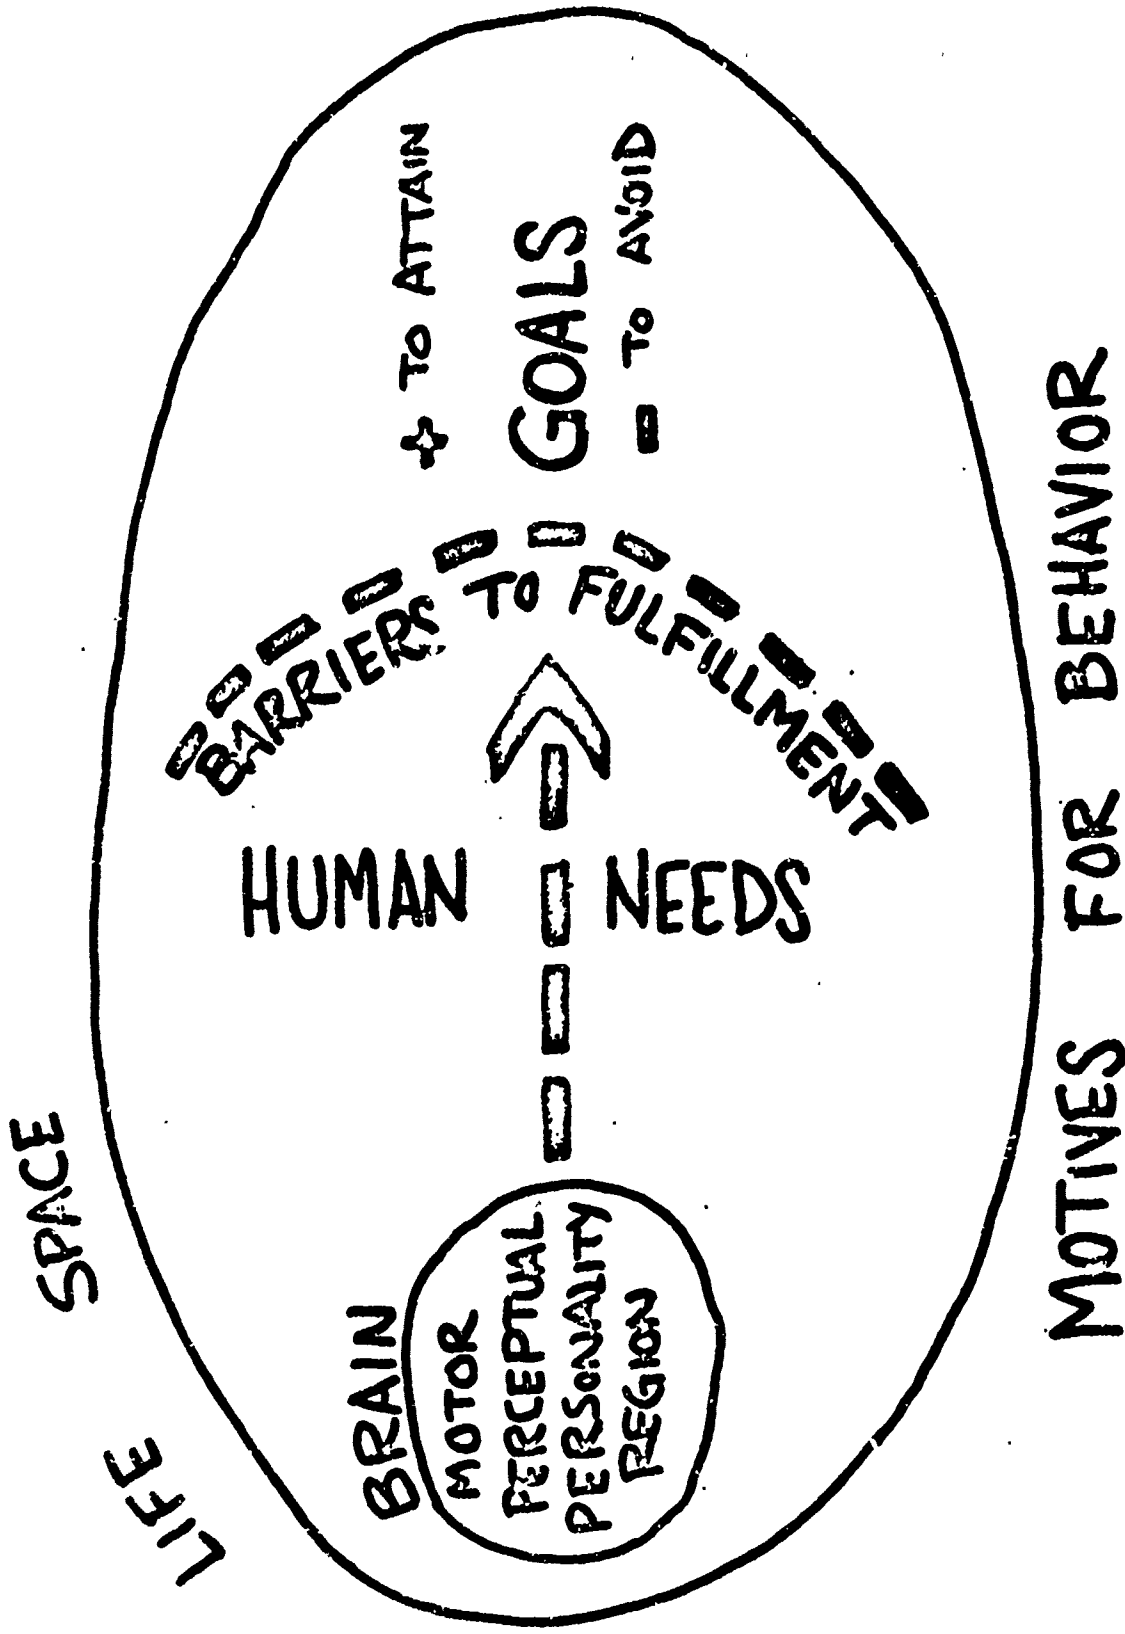 LIFE SPACE
BRAIN
MOTOR
PERCEPTUAL
PERSONALITY
REGION
HUMAN NEEDS
BARRIERS TO FULFILLMENT
+ TO ATTAIN
GOALS
- TO AVOID
MOTIVES FOR BEHAVIOR